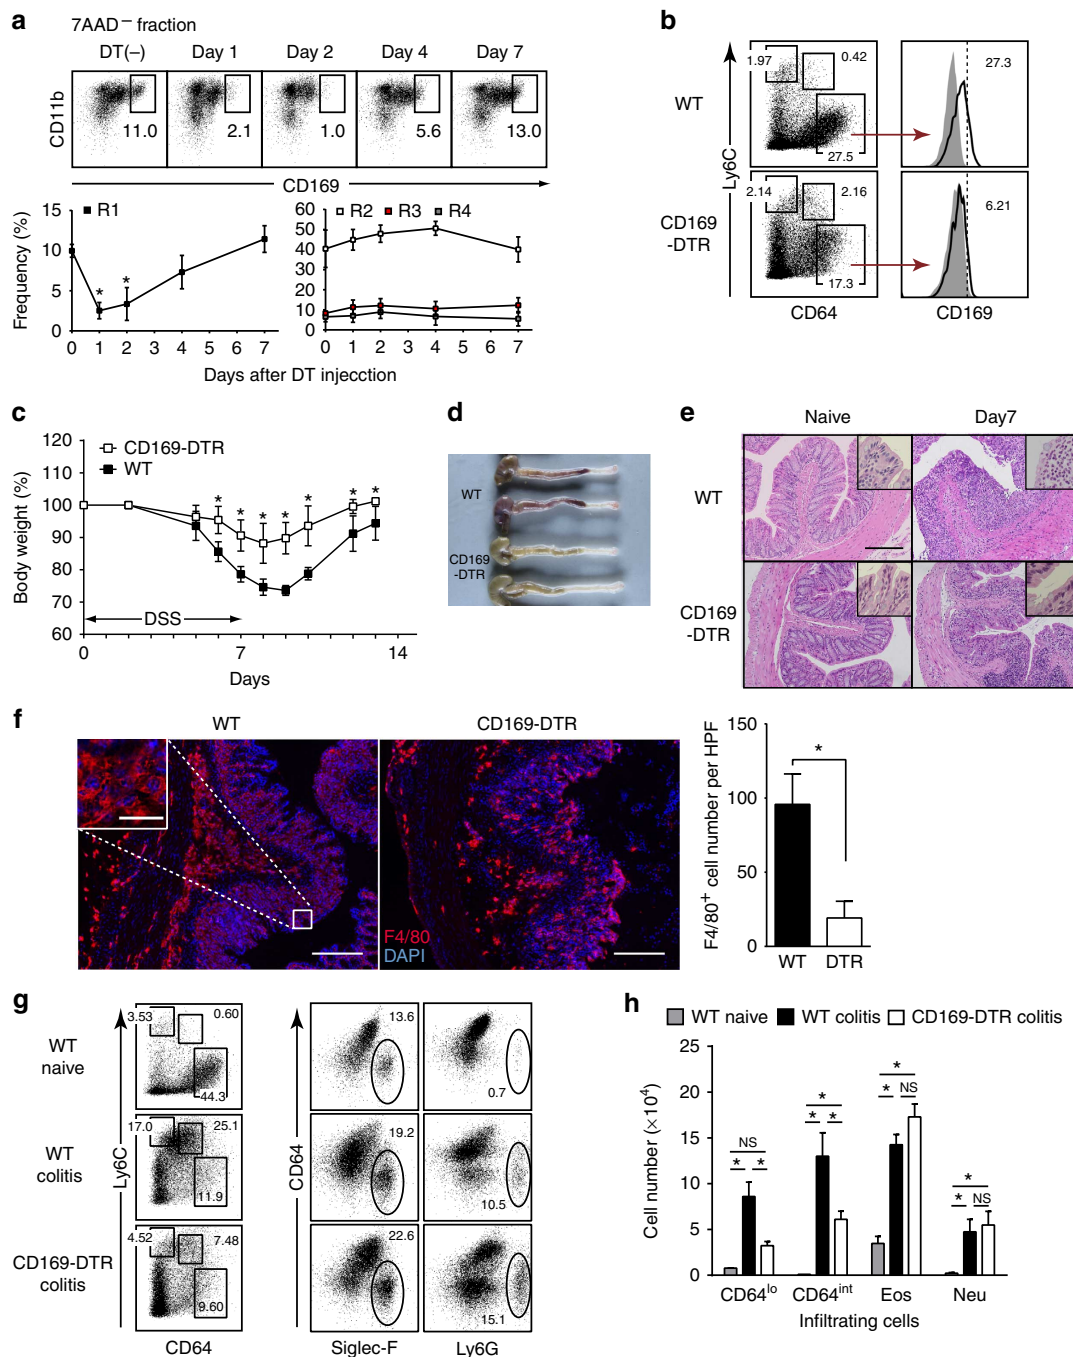 a
7AAD– fraction
DT(–) Day 1 Day 2 Day 4 Day 7
CD11b
11.0 2.1 1.0 5.6 13.0
CD169
Frequency (%)
15
10
5
0
R1
* *
0 1 2 3 4 5 6 7
60
50
40
30
20
10
0
R2 R3 R4
0 1 2 3 4 5 6 7
Days after DT injecction
b
WT
CD169
-DTR
Ly6C
1.97 0.42
27.5
27.3
2.14 2.16
17.3
6.21
CD64 CD169
c
Body weight (%)
120
110
100
90
80
70
60
CD169-DTR
WT
* * * * * * *
DSS
0 7 14
Days
d
WT
CD169
-DTR
e
Naive Day7
WT
CD169
-DTR
f
WT CD169-DTR
F4/80
DAPI
F4/80+ cell number per HPF
150
100
50
0
*
WT DTR
g
WT
naive
WT
colitis
CD169-DTR
colitis
Ly6C
3.53 0.60
44.3
17.0 25.1
11.9
4.52 7.48
9.60
CD64
CD64
13.6 0.7
19.2 10.5
22.6 15.1
Siglec-F Ly6G
h
WT naive WT colitis CD169-DTR colitis
Cell number (× 10⁴)
25
20
15
10
5
0
NS
* *
*
* *
*
* NS
*
* NS
CD64lo CD64int Eos Neu
Infiltrating cells